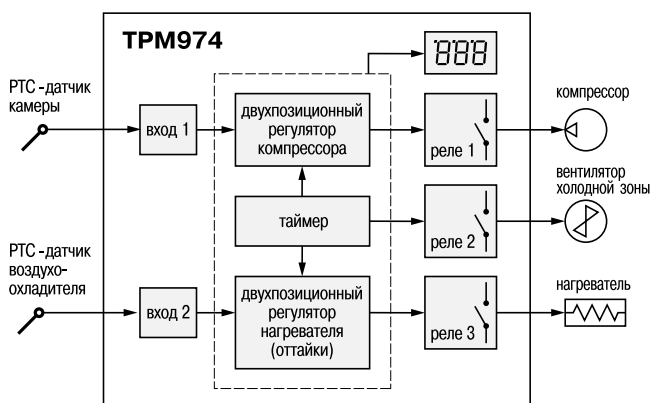 ТРМ974
888
РТС - датчик
камеры
вход 1
двухпозиционный
регулятор
компрессора
реле 1
компрессор
таймер
реле 2
вентилятор
холодной зоны
РТС - датчик
воздухо-
охладителя
вход 2
двухпозиционный
регулятор
нагревателя
(оттайки)
реле 3
нагреватель